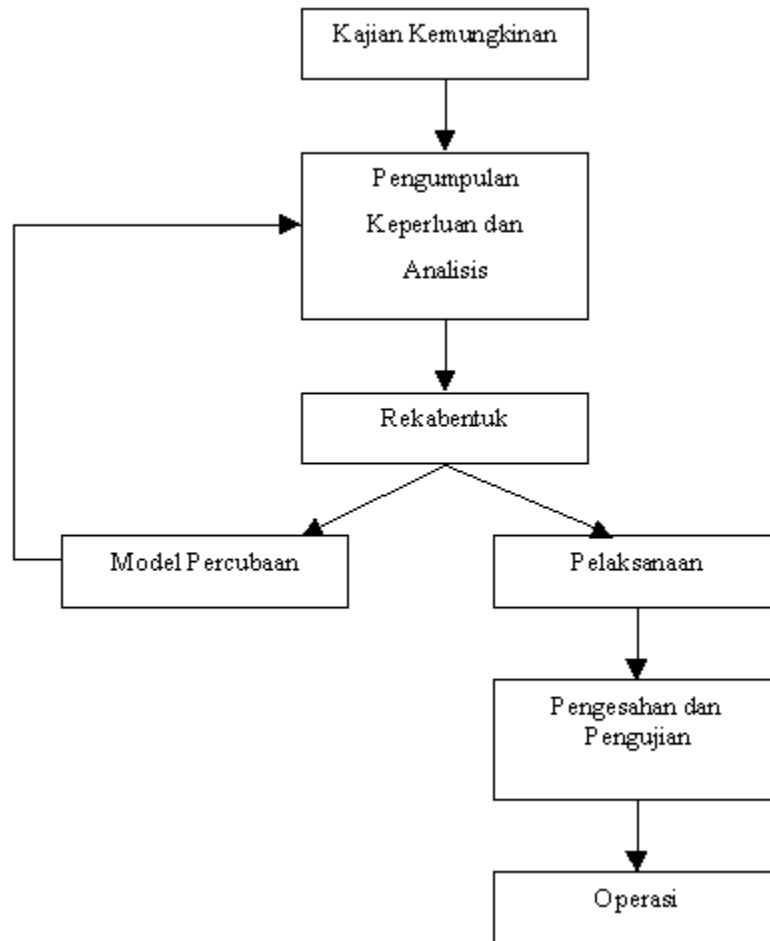 Kajian Kemungkinan
Pengumpulan
Keperluan dan
Analisis
Rekabentuk
Model Percubaan
Pelaksanaan
Pengesahan dan
Pengujian
Operasi